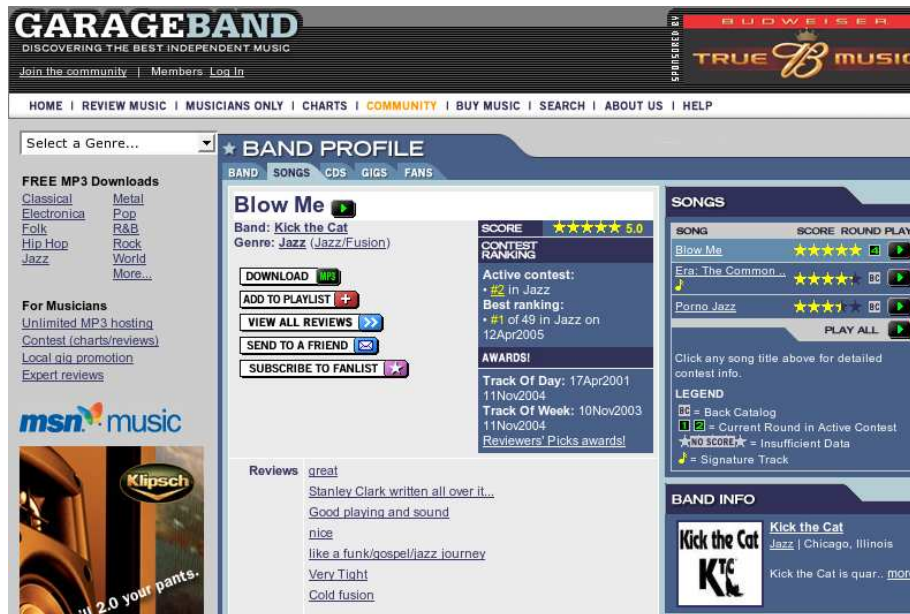 GARAGEBAND
DISCOVERING THE BEST INDEPENDENT MUSIC
Join the community | Members Log In
SPONSORED BY
BUDWEISER
TRUE B MUSIC
HOME | REVIEW MUSIC | MUSICIANS ONLY | CHARTS | COMMUNITY | BUY MUSIC | SEARCH | ABOUT US | HELP
Select a Genre...
FREE MP3 Downloads
Classical Metal
Electronica Pop
Folk R&B
Hip Hop Rock
Jazz World
More...
For Musicians
Unlimited MP3 hosting
Contest (charts/reviews)
Local gig promotion
Expert reviews
msn music
Klipsch
2.0 your pants.
BAND PROFILE
BAND SONGS CDS GIGS FANS
Blow Me
Band: Kick the Cat
Genre: Jazz (Jazz/Fusion)
DOWNLOAD MP3
ADD TO PLAYLIST
VIEW ALL REVIEWS
SEND TO A FRIEND
SUBSCRIBE TO FANLIST
SCORE 5.0
CONTEST RANKING
Active contest:
• #2 in Jazz
Best ranking:
• #1 of 49 in Jazz on
12Apr2005
AWARDS!
Track Of Day: 17Apr2001
11Nov2004
Track Of Week: 10Nov2003
11Nov2004
Reviewers' Picks awards!
Reviews great
Stanley Clark written all over it...
Good playing and sound
nice
like a funk/gospel/jazz journey
Very Tight
Cold fusion
SONGS
SONG SCORE ROUND PLAY
Blow Me 4
Era: The Common ... BC
Porno Jazz BC
PLAY ALL
Click any song title above for detailed
contest info.
LEGEND
BC = Back Catalog
1 2 = Current Round in Active Contest
NO SCORE = Insufficient Data
= Signature Track
BAND INFO
Kick the Cat
KTC
Kick the Cat
Jazz | Chicago, Illinois
Kick the Cat is quar.. more